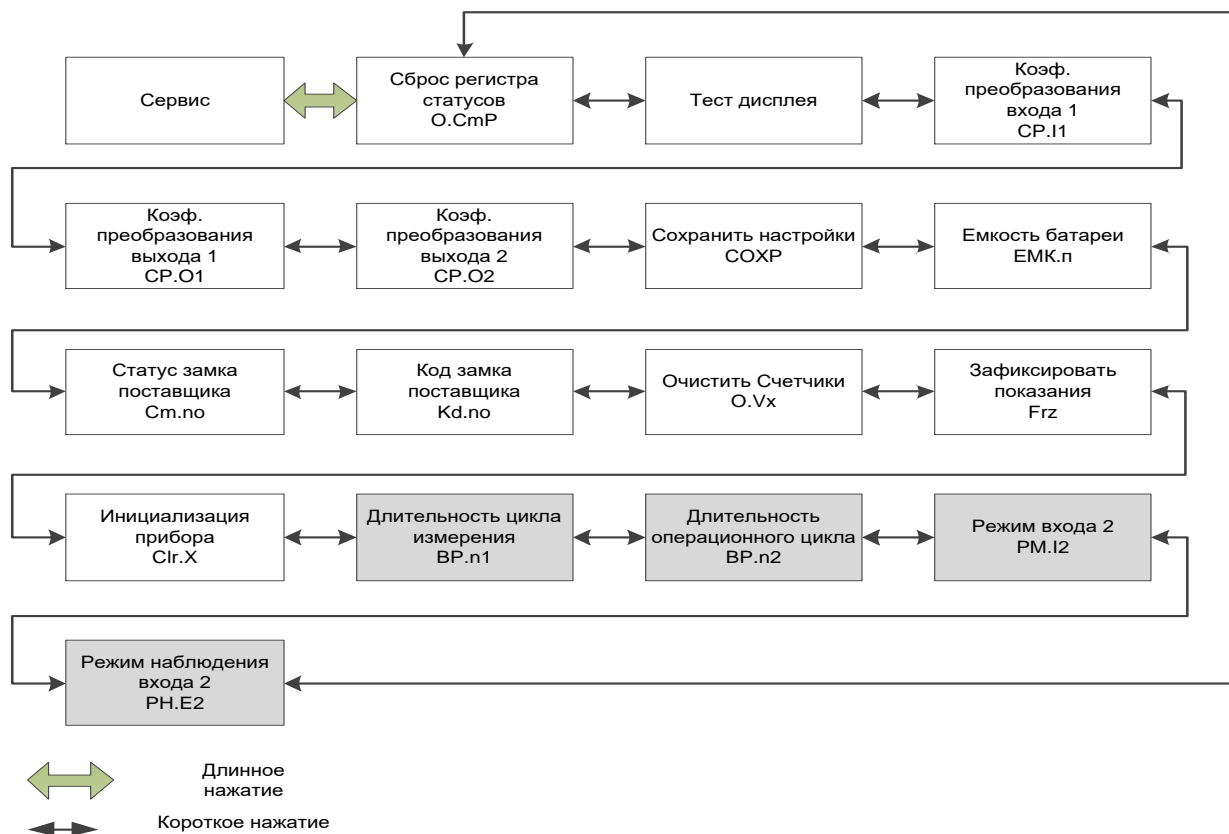 Сервис
Сброс регистра
статусов
O.CmP
Тест дисплея
Коэф.
преобразования
входа 1
CP.I1
Коэф.
преобразования
выхода 1
CP.O1
Коэф.
преобразования
выхода 2
CP.O2
Сохранить настройки
СОХР
Емкость батареи
ЕМК.п
Статус замка
поставщика
Cm.no
Код замка
поставщика
Kd.no
Очистить Счетчики
O.Vx
Зафиксировать
показания
Frz
Инициализация
прибора
Clr.X
Длительность цикла
измерения
BP.n1
Длительность
операционного цикла
BP.n2
Режим входа 2
PM.I2
Режим наблюдения
входа 2
PH.E2
Длинное
нажатие
Короткое нажатие